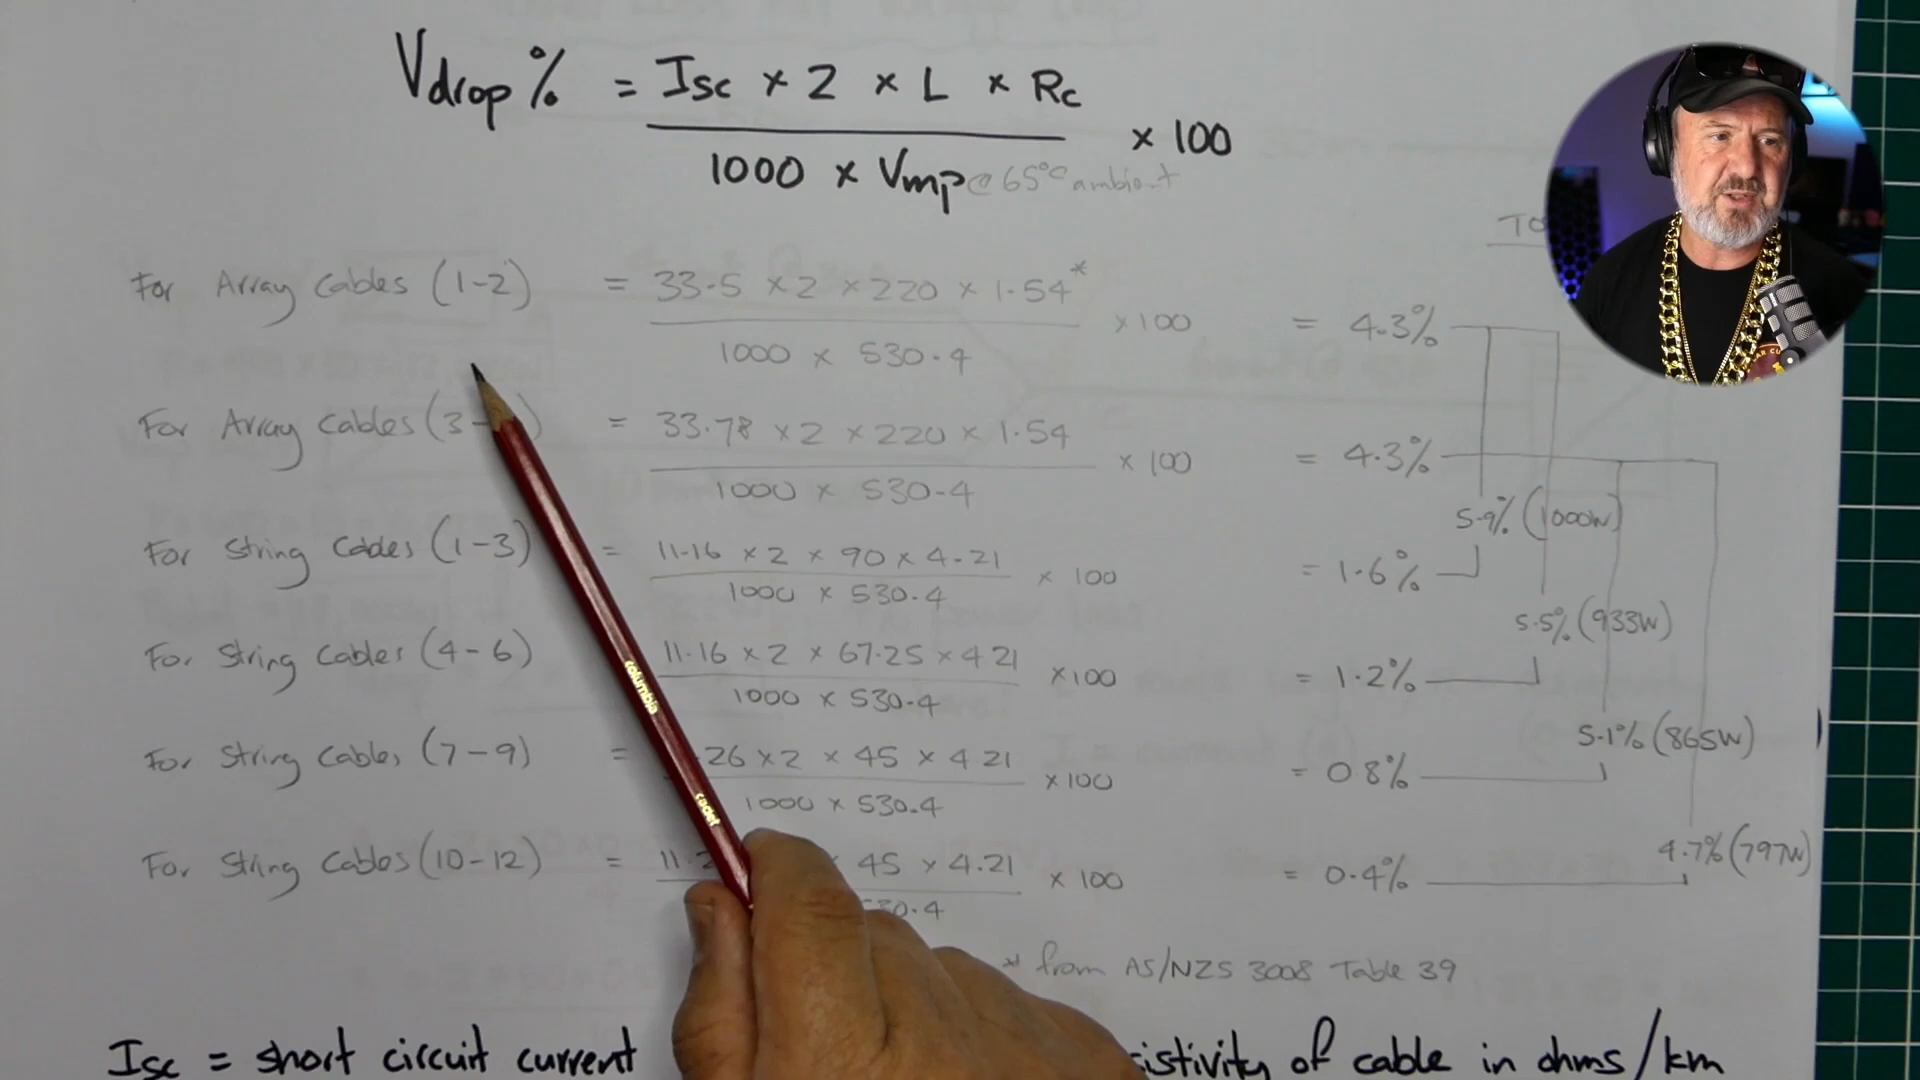 Vdrop % = Isc × 2 × L × Rc
1000 × Vmp @ 65°C ambient × 100
For Array Cables (1-2) = 33.5 × 2 × 220 × 1.54*
1000 × 530.4 × 100 = 4.3%
For Array Cables (3- ) = 33.78 × 2 × 220 × 1.54
1000 × 530.4 × 100 = 4.3%
5.9% (1000W)
For String Cables (1-3) = 11.16 × 2 × 90 × 4.21
1000 × 530.4 × 100 = 1.6%
5.5% (933W)
For String Cables (4-6) 11.16 × 2 × 67.25 × 4.21
1000 × 530.4 × 100 = 1.2%
5.1% (865W)
For String Cables (7-9) = .26 × 2 × 45 × 4.21
1000 × 530.4 × 100 = 0.8%
4.7% (797W)
For String Cables (10-12) = 11.2 × 45 × 4.21
530.4 × 100 = 0.4%
* from AS/NZS 3008 Table 39
Isc = short circuit current sistivity of cable in ohms/km
columbia
cadet